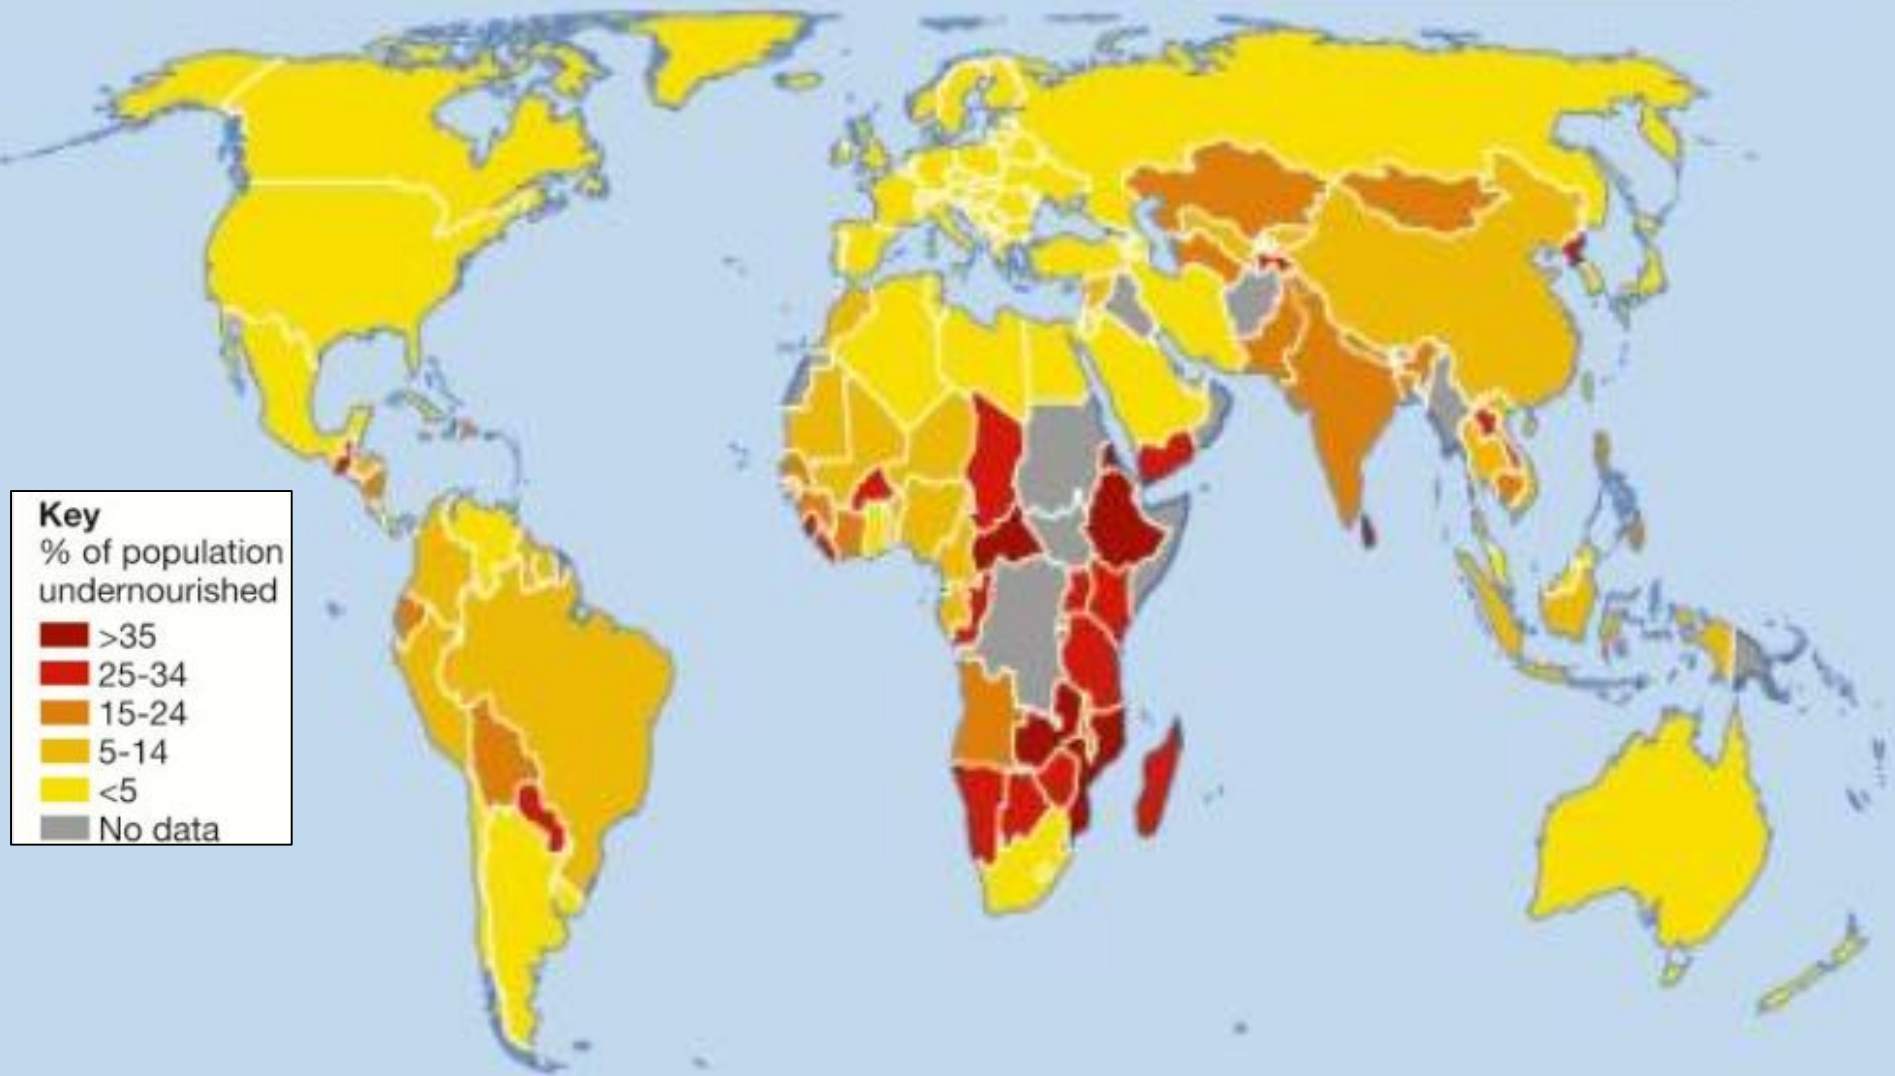 Key
% of population
undernourished
>35
25-34
15-24
5-14
<5
No data